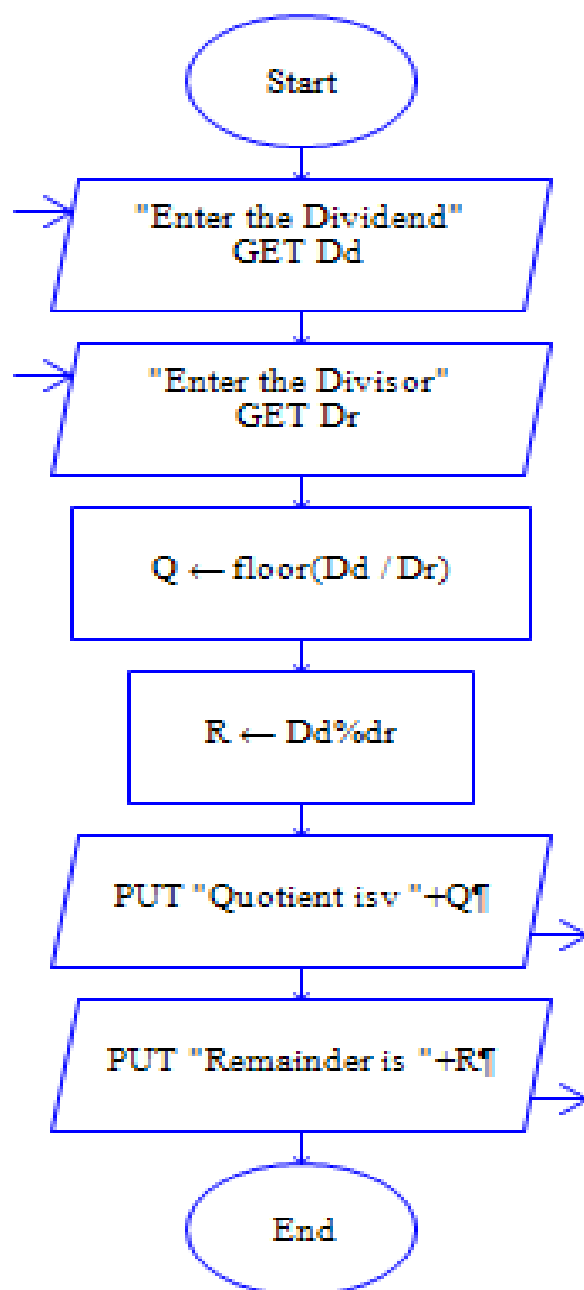 Start
"Enter the Dividend"
GET Dd
"Enter the Divisor"
GET Dr
Q ← floor(Dd / Dr)
R ← Dd%dr
PUT "Quotient isv "+Q¶
PUT "Remainder is "+R¶
End